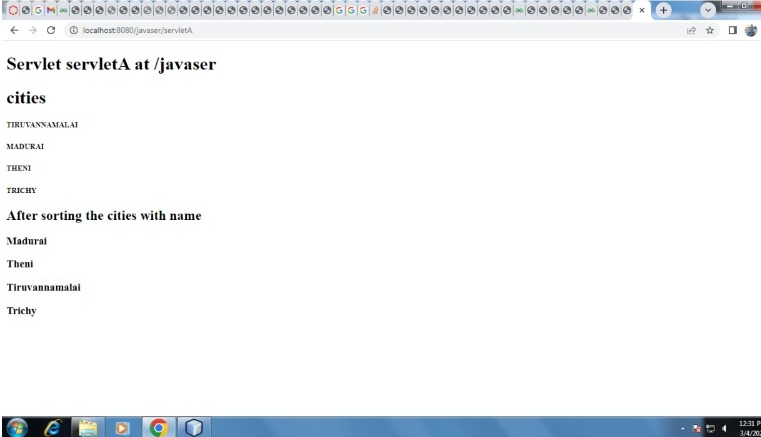 localhost:8080/javaser/servletA
Servlet servletA at /javaser
cities
TIRUVANNAMALAI
MADURAI
THENI
TRICHY
After sorting the cities with name
Madurai
Theni
Tiruvannamalai
Trichy
12:31 P
3/4/202